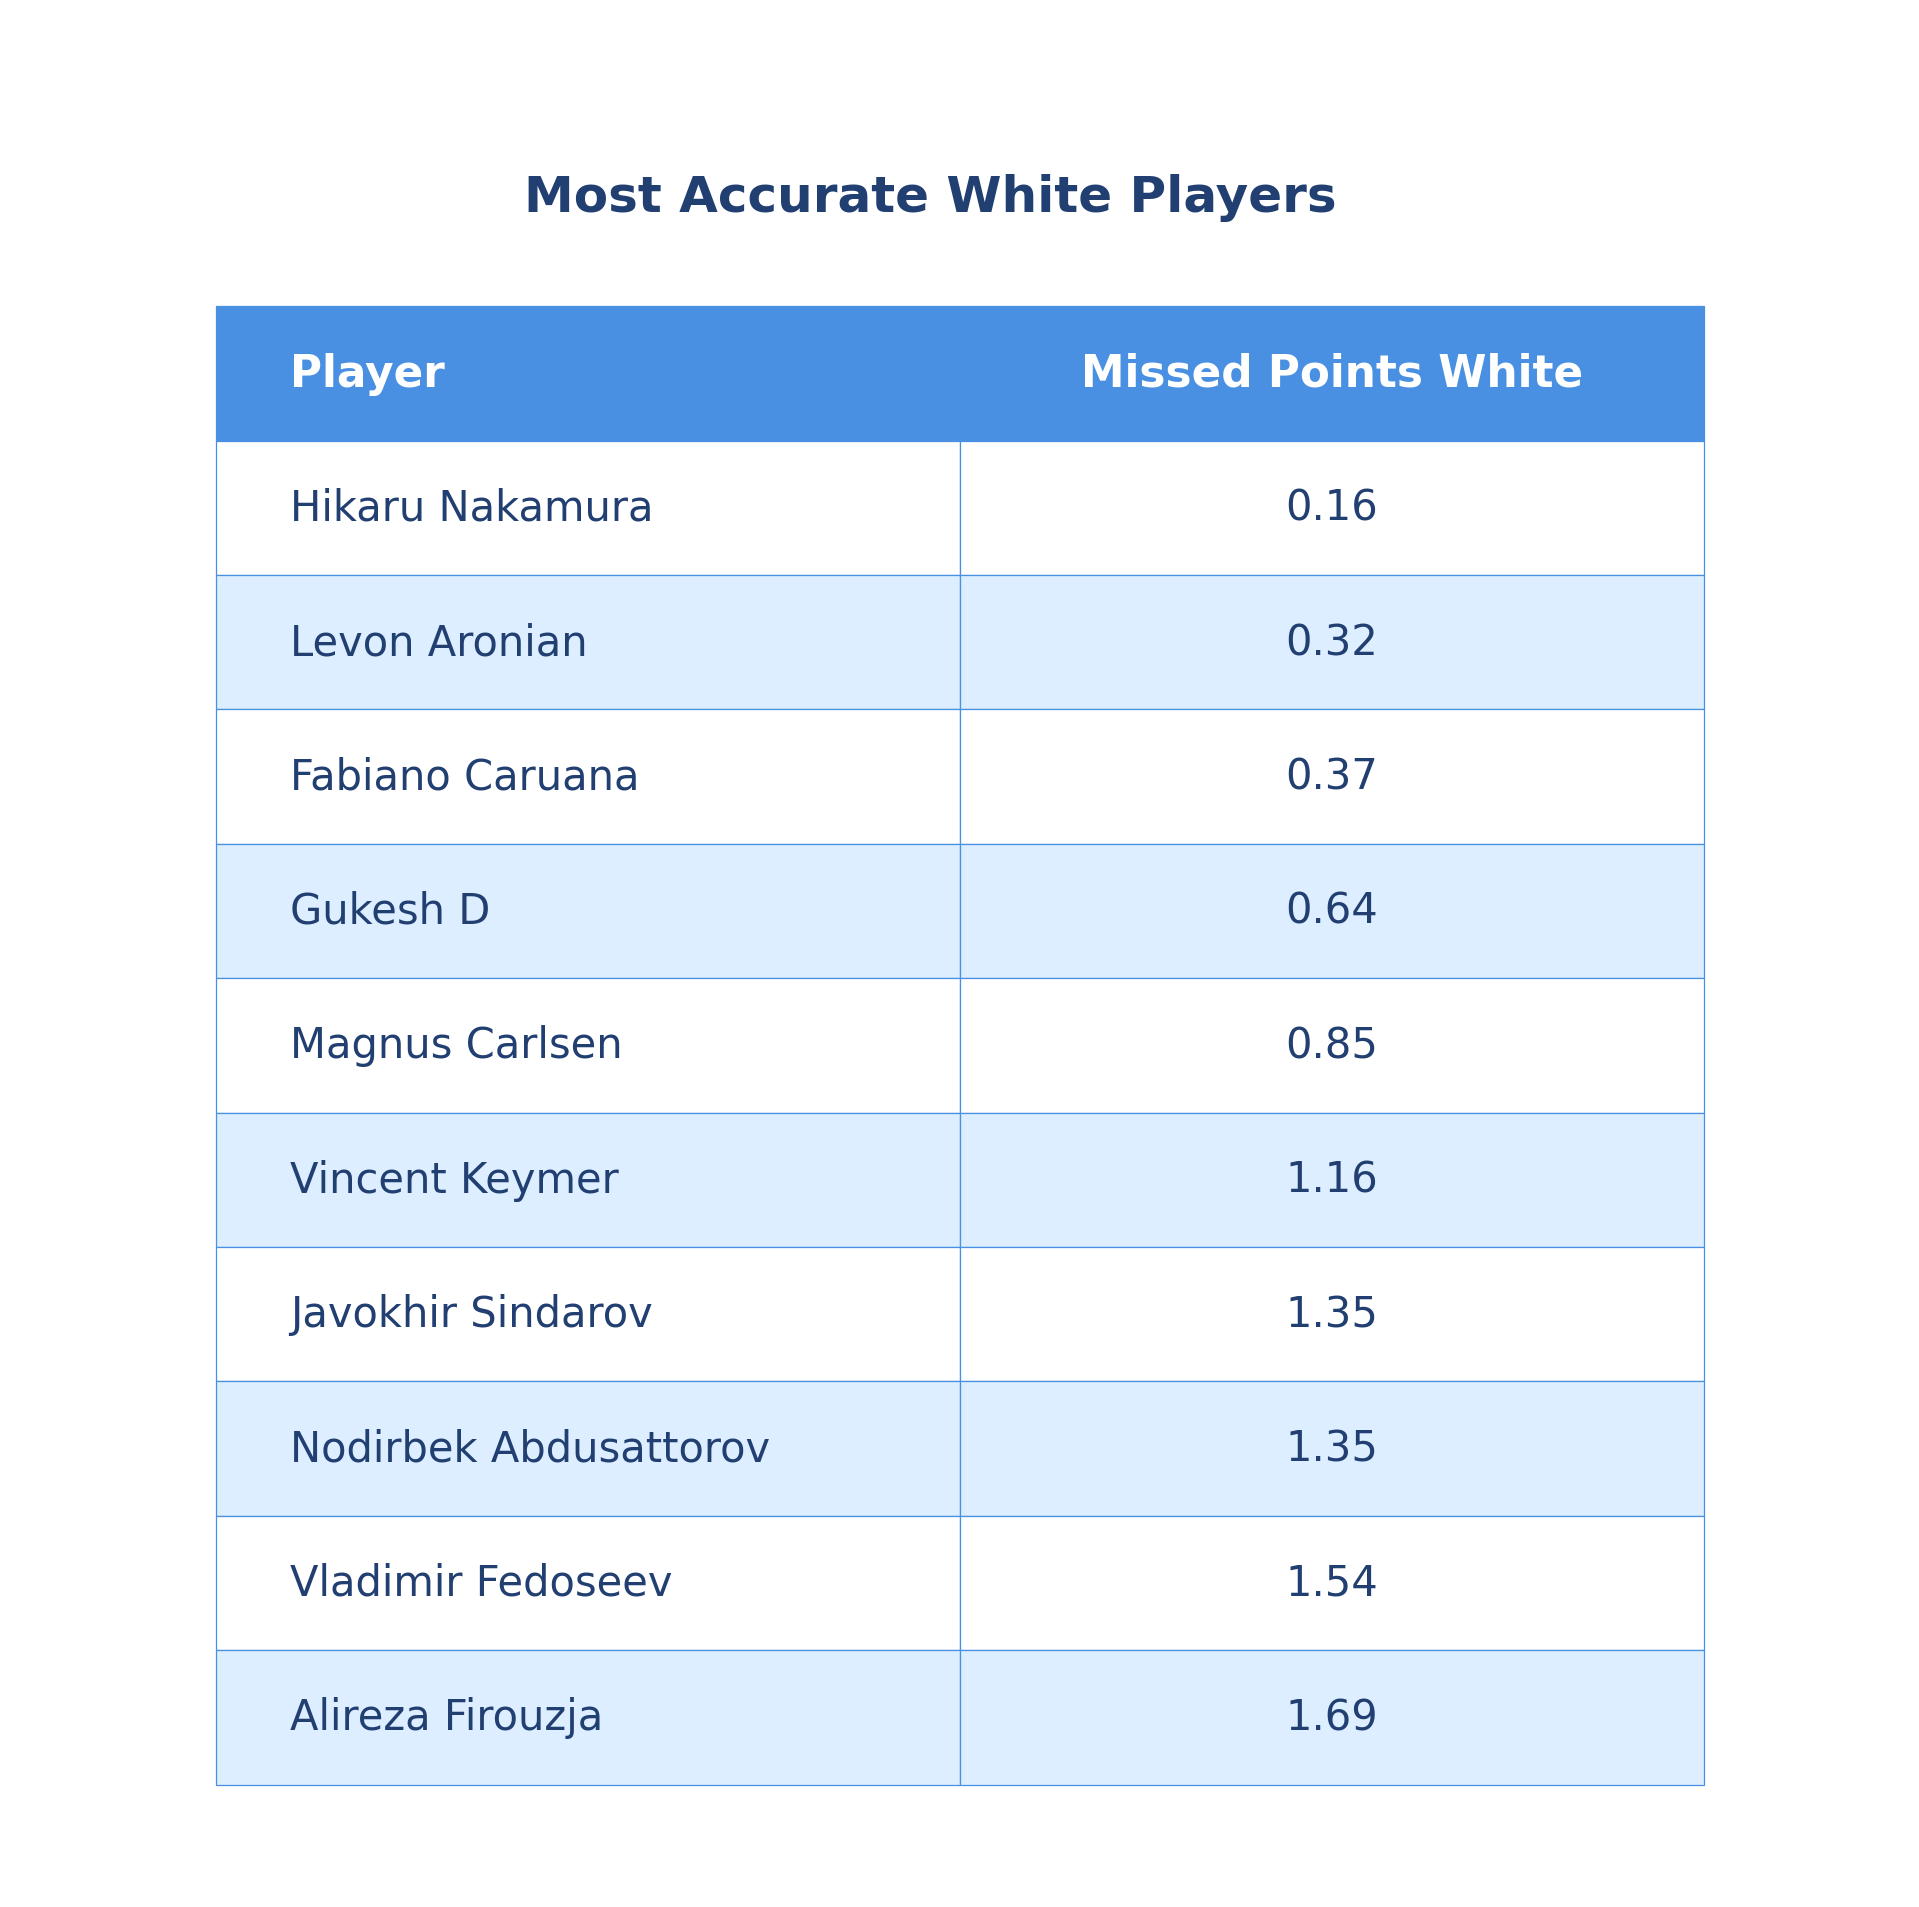 Most Accurate White Players
Player Missed Points White
Hikaru Nakamura 0.16
Levon Aronian 0.32
Fabiano Caruana 0.37
Gukesh D 0.64
Magnus Carlsen 0.85
Vincent Keymer 1.16
Javokhir Sindarov 1.35
Nodirbek Abdusattorov 1.35
Vladimir Fedoseev 1.54
Alireza Firouzja 1.69